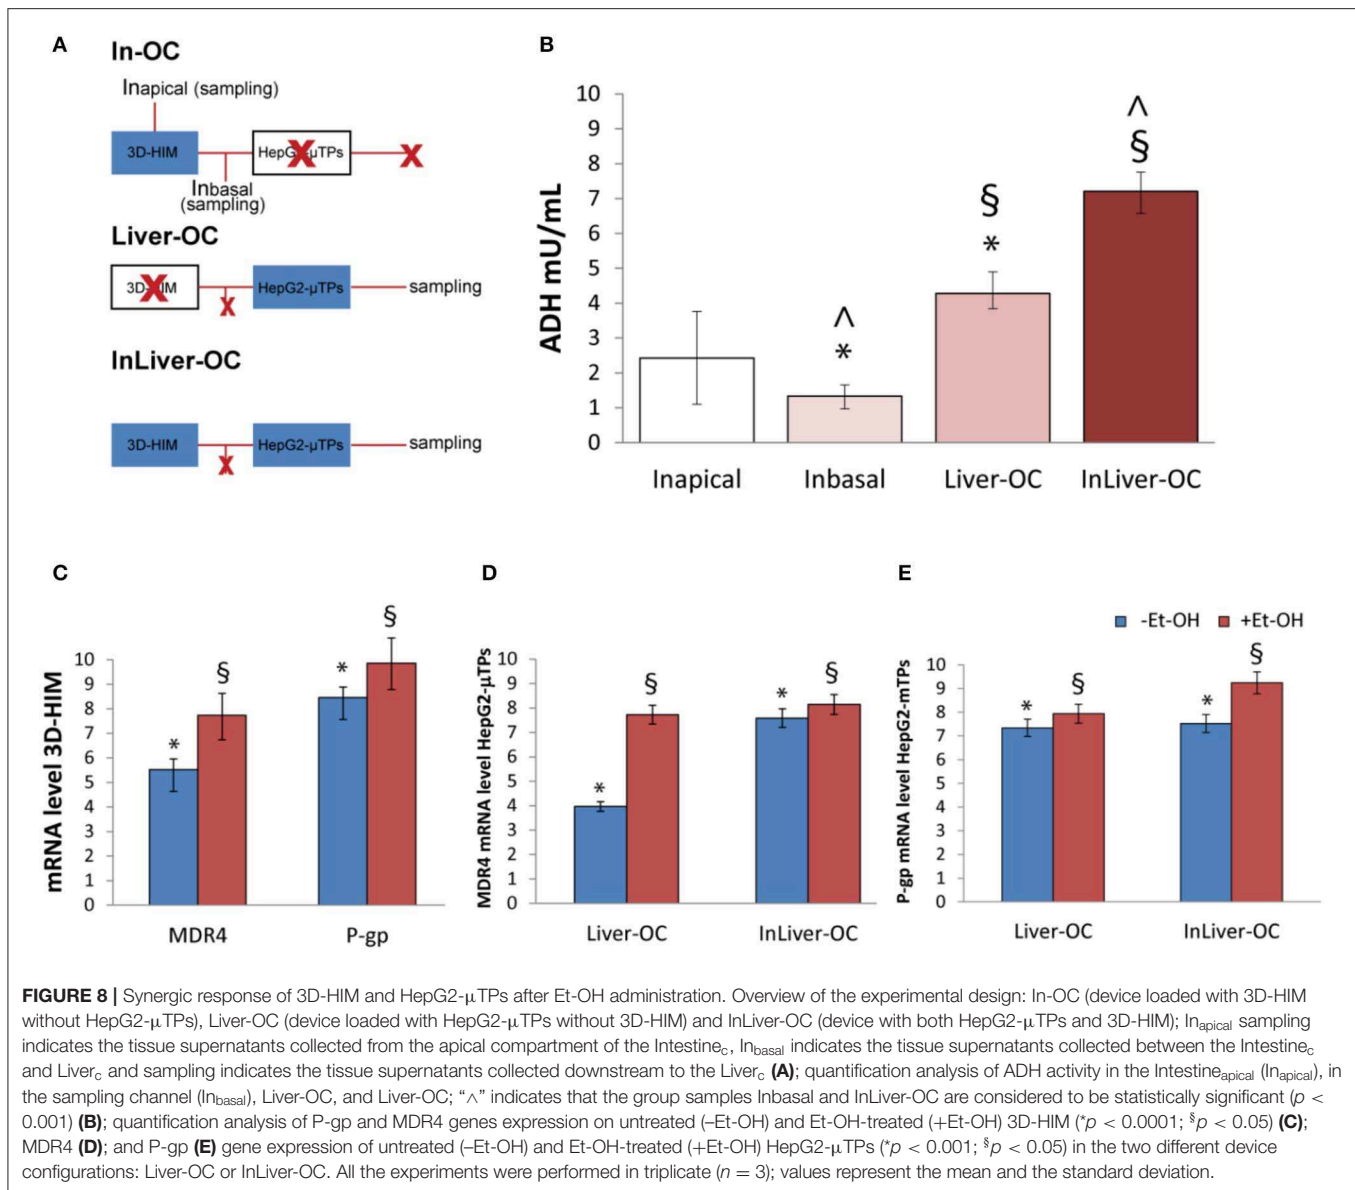 A
In-OC
Inapical (sampling)
3D-HIM
HepG2-μTPs
X
X
Inbasal
(sampling)
Liver-OC
3D-HIM
X
HepG2-μTPs
sampling
X
InLiver-OC
3D-HIM
HepG2-μTPs
sampling
X
B
ADH mU/mL
10
9
8
7
6
5
4
3
2
1
0
^
*
§
*
^
§
Inapical Inbasal Liver-OC InLiver-OC
C
mRNA level 3D-HIM
10
9
8
7
6
5
4
3
2
1
0
*
§
*
§
MDR4 P-gp
D
MDR4 mRNA level HepG2-μTPs
10
9
8
7
6
5
4
3
2
1
0
*
§
*
§
Liver-OC InLiver-OC
E
-Et-OH +Et-OH
P-gp mRNA level HepG2-mTPs
10
9
8
7
6
5
4
3
2
1
0
*
§
*
§
Liver-OC InLiver-OC
FIGURE 8 | Synergic response of 3D-HIM and HepG2-μTPs after Et-OH administration. Overview of the experimental design: In-OC (device loaded with 3D-HIM
without HepG2-μTPs), Liver-OC (device loaded with HepG2-μTPs without 3D-HIM) and InLiver-OC (device with both HepG2-μTPs and 3D-HIM); Inapical sampling
indicates the tissue supernatants collected from the apical compartment of the Intestinec, Inbasal indicates the tissue supernatants collected between the Intestinec
and Liverc and sampling indicates the tissue supernatants collected downstream to the Liverc (A); quantification analysis of ADH activity in the Intestineapical (Inapical), in
the sampling channel (Inbasal), Liver-OC, and Liver-OC; “∧” indicates that the group samples Inbasal and InLiver-OC are considered to be statistically significant (p <
0.001) (B); quantification analysis of P-gp and MDR4 genes expression on untreated (–Et-OH) and Et-OH-treated (+Et-OH) 3D-HIM (*p < 0.0001; §p < 0.05) (C);
MDR4 (D); and P-gp (E) gene expression of untreated (–Et-OH) and Et-OH-treated (+Et-OH) HepG2-μTPs (*p < 0.001; §p < 0.05) in the two different device
configurations: Liver-OC or InLiver-OC. All the experiments were performed in triplicate (n = 3); values represent the mean and the standard deviation.